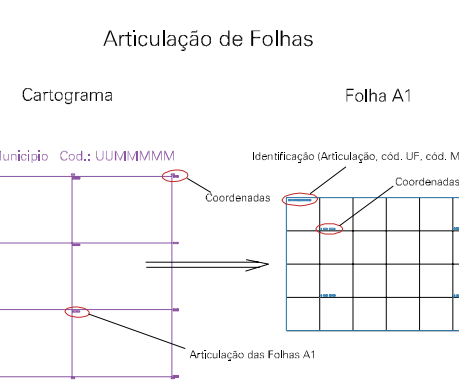 Articulação de Folhas
Cartograma
Folha A1
Município Cod.: UUMMMMM
Identificação (Articulação, cód. UF, cód. M
Coordenadas
Coordenadas
Articulação das Folhas A1